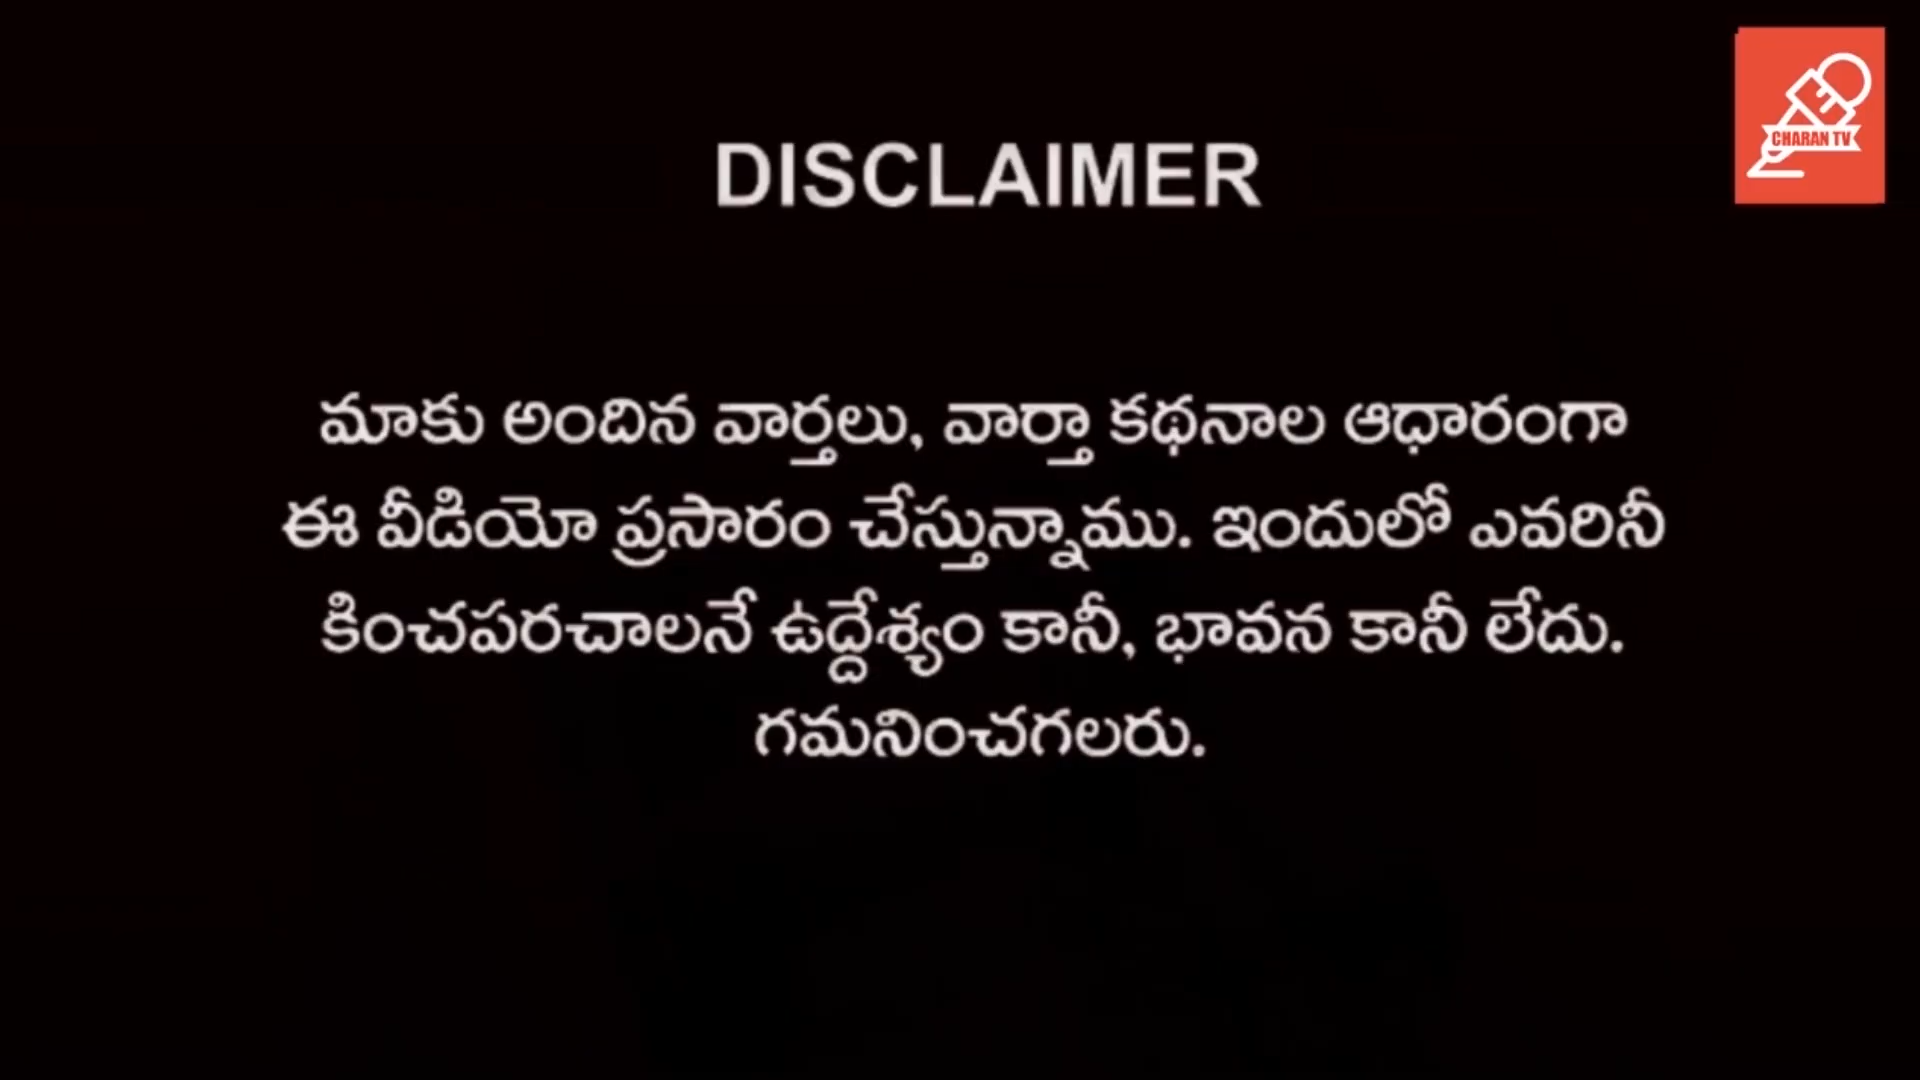 CHARAN TV
DISCLAIMER
మాకు అందిన వార్తలు, వార్తా కథనాల ఆధారంగా
ఈ వీడియో ప్రసారం చేస్తున్నాము. ఇందులో ఎవరినీ
కించపరచాలనే ఉద్దేశ్యం కానీ, భావన కానీ లేదు.
గమనించగలరు.